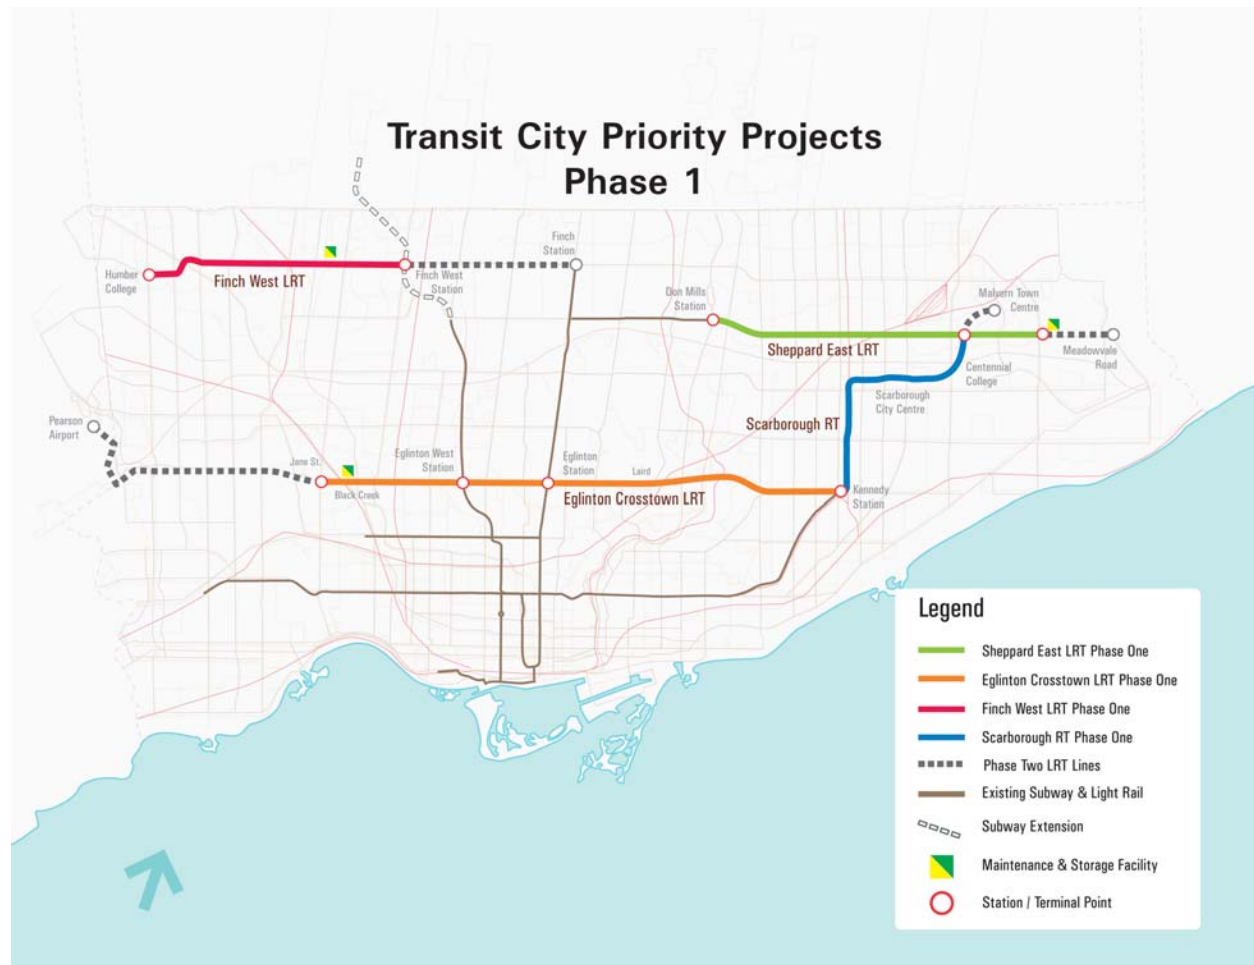 Transit City Priority Projects
Phase 1
Finch
Station
Humber
College
Finch West LRT
Finch West
Station
Don Mills
Station
Malvern Town
Centre
Sheppard East LRT
Meadowvale
Road
Centennial
College
Scarborough
City Centre
Scarborough RT
Pearson
Airport
Jane St.
Black Creek
Eglinton West
Station
Eglinton
Station
Laird
Eglinton Crosstown LRT
Kennedy
Station
Legend
Sheppard East LRT Phase One
Eglinton Crosstown LRT Phase One
Finch West LRT Phase One
Scarborough RT Phase One
Phase Two LRT Lines
Existing Subway & Light Rail
Subway Extension
Maintenance & Storage Facility
Station / Terminal Point